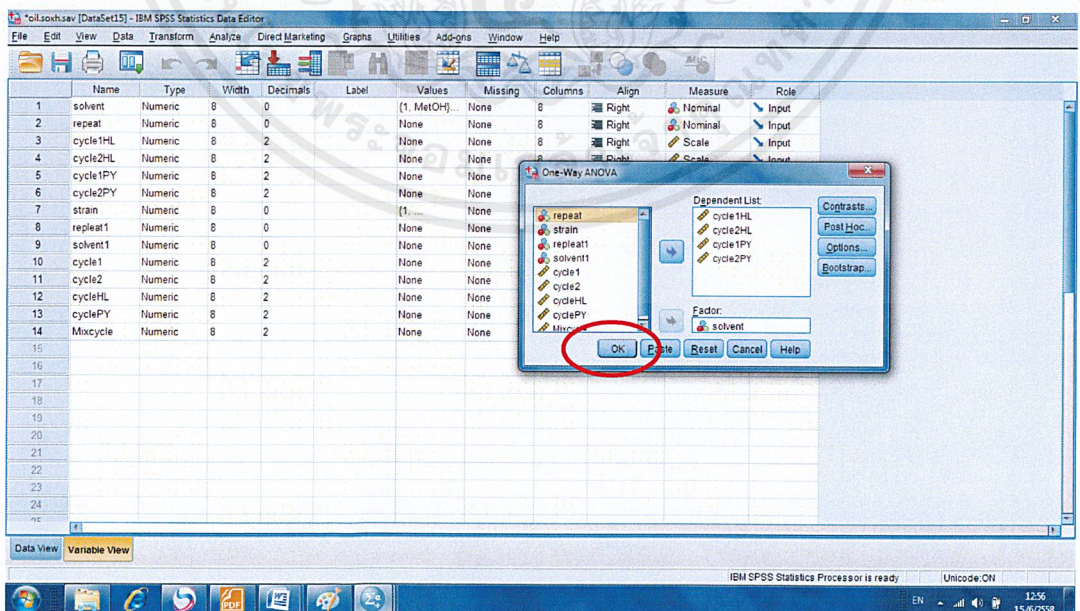 *oil.soxh.sav [DataSet15] - IBM SPSS Statistics Data Editor
File Edit View Data Transform Analyze Direct Marketing Graphs Utilities Add-ons Window Help
Name Type Width Decimals Label Values Missing Columns Align Measure Role
1 solvent Numeric 8 0 {1, MetOH}... None 8 Right Nominal Input
2 repeat Numeric 8 0 None None 8 Right Nominal Input
3 cycle1HL Numeric 8 2 None None 8 Right Scale Input
4 cycle2HL Numeric 8 2 None None 8 Right Scale Input
5 cycle1PY Numeric 8 2 None None
6 cycle2PY Numeric 8 2 None None
7 strain Numeric 8 0 {1, ... None
8 repleat1 Numeric 8 0 None None
9 solvent1 Numeric 8 0 None None
10 cycle1 Numeric 8 2 None None
11 cycle2 Numeric 8 2 None None
12 cycleHL Numeric 8 2 None None
13 cyclePY Numeric 8 2 None None
14 Mixcycle Numeric 8 2 None None
15
16
17
18
19
20
21
22
23
24
25
One-Way ANOVA
repeat
strain
repleat1
solvent1
cycle1
cycle2
cycleHL
cyclePY
Mixcycle
Dependent List:
cycle1HL
cycle2HL
cycle1PY
cycle2PY
Factor:
solvent
Contrasts...
Post Hoc...
Options...
Bootstrap...
OK Paste Reset Cancel Help
Data View Variable View
IBM SPSS Statistics Processor is ready Unicode:ON
EN 12:56
15/6/2558